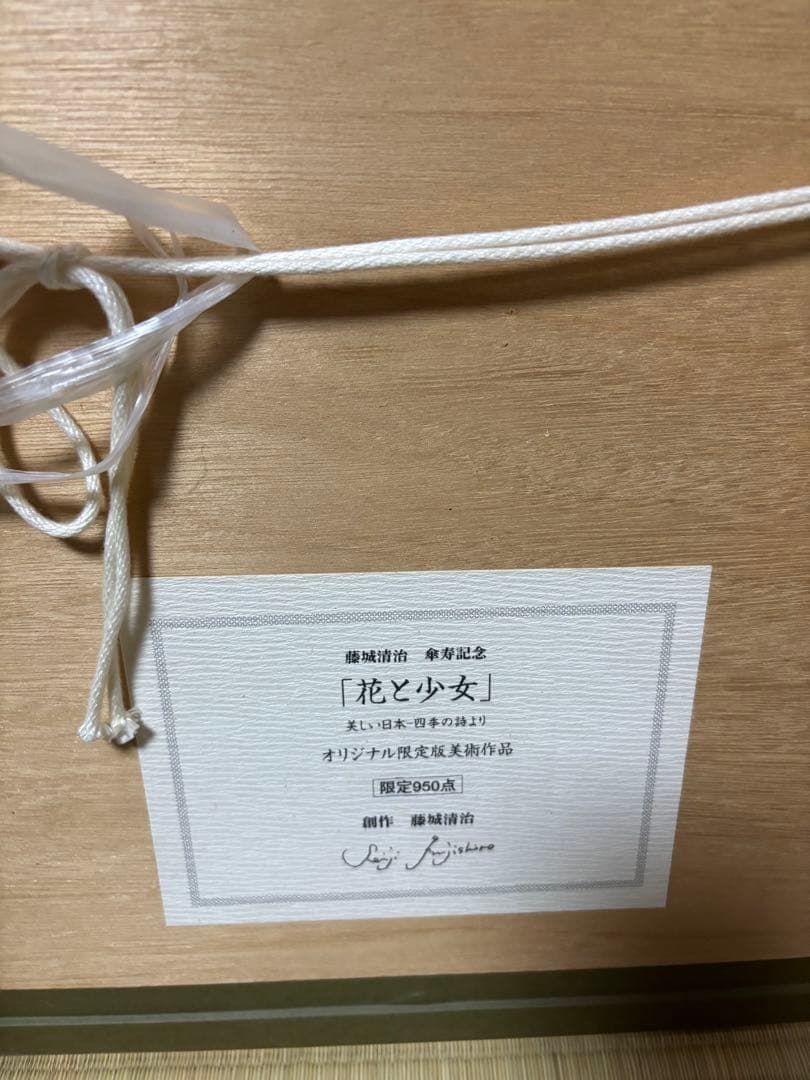 藤城清治　傘寿記念
「花と少女」
美しい日本-四季の詩より
オリジナル限定版美術作品
限定950点
創作　藤城清治
Seiji Fujishiro